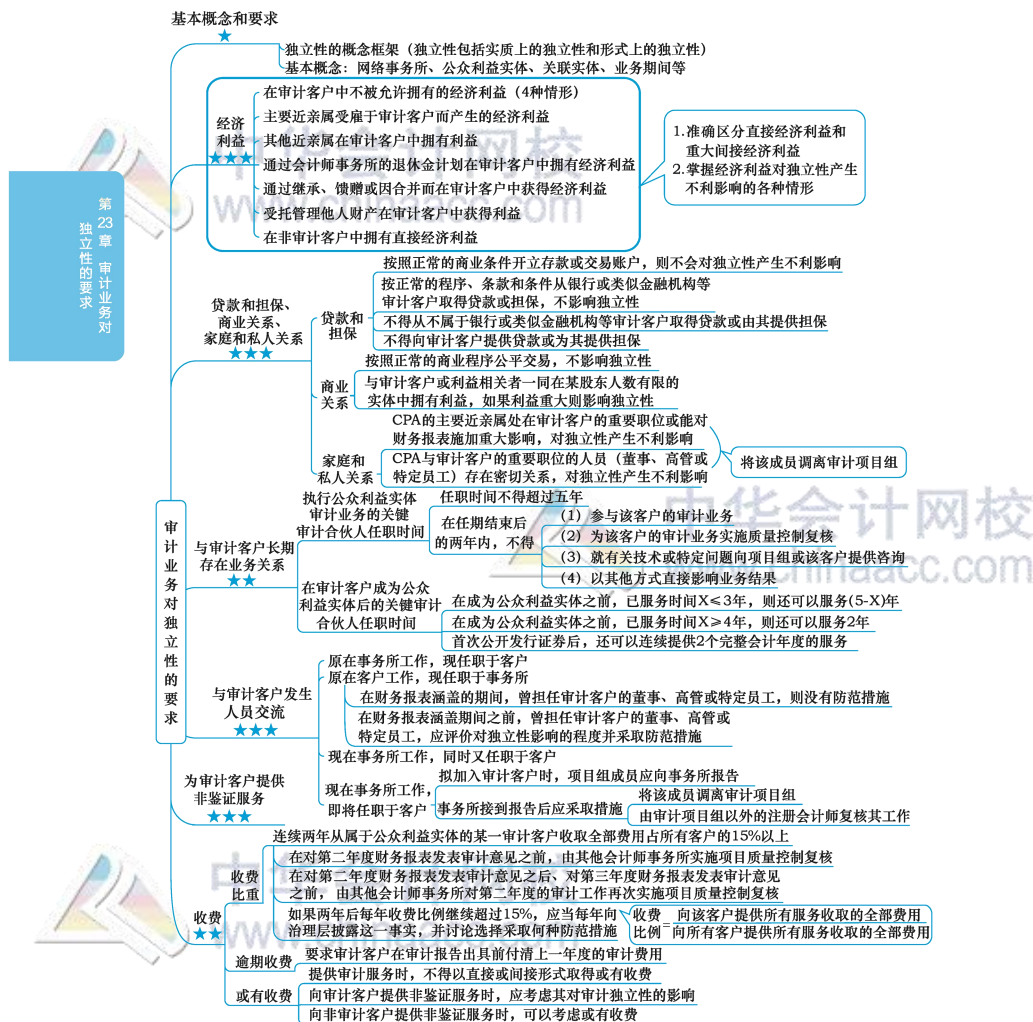 第23章 审计业务对
独立性的要求
审计业务对独立性的要求
基本概念和要求
★
独立性的概念框架（独立性包括实质上的独立性和形式上的独立性）
基本概念：网络事务所、公众利益实体、关联实体、业务期间等
经济
利益
★★★
在审计客户中不被允许拥有的经济利益（4种情形）
主要近亲属受雇于审计客户而产生的经济利益
其他近亲属在审计客户中拥有利益
通过会计师事务所的退休金计划在审计客户中拥有经济利益
通过继承、馈赠或因合并而在审计客户中获得经济利益
受托管理他人财产在审计客户中获得利益
在非审计客户中拥有直接经济利益
1.准确区分直接经济利益和
重大间接经济利益
2.掌握经济利益对独立性产生
不利影响的各种情形
中华会计网校
www.chinaacc.com
贷款和担保、
商业关系、
家庭和私人关系
★★★
贷款和
担保
按照正常的商业条件开立存款或交易账户，则不会对独立性产生不利影响
按正常的程序、条款和条件从银行或类似金融机构等
审计客户取得贷款或担保，不影响独立性
不得从不属于银行或类似金融机构等审计客户取得贷款或由其提供担保
不得向审计客户提供贷款或为其提供担保
商业
关系
按照正常的商业程序公平交易，不影响独立性
与审计客户或利益相关者一同在某股东人数有限的
实体中拥有利益，如果利益重大则影响独立性
家庭和
私人关系
CPA的主要近亲属处在审计客户的重要职位或能对
财务报表施加重大影响，对独立性产生不利影响
CPA与审计客户的重要职位的人员（董事、高管或
特定员工）存在密切关系，对独立性产生不利影响
将该成员调离审计项目组
与审计客户长期
存在业务关系
★★
执行公众利益实体
审计业务的关键
审计合伙人任职时间
任职时间不得超过五年
在任期结束后
的两年内，不得
（1）参与该客户的审计业务
（2）为该客户的审计业务实施质量控制复核
（3）就有关技术或特定问题向项目组或该客户提供咨询
（4）以其他方式直接影响业务结果
中华会计网校
www.chinaacc.com
在审计客户成为公众
利益实体后的关键审计
合伙人任职时间
在成为公众利益实体之前，已服务时间X≤3年，则还可以服务(5-X)年
在成为公众利益实体之前，已服务时间X≥4年，则还可以服务2年
首次公开发行证券后，还可以连续提供2个完整会计年度的服务
与审计客户发生
人员交流
★★★
原在事务所工作，现任职于客户
原在客户工作，现任职于事务所
在财务报表涵盖的期间，曾担任审计客户的董事、高管或特定员工，则没有防范措施
在财务报表涵盖期间之前，曾担任审计客户的董事、高管或
特定员工，应评价对独立性影响的程度并采取防范措施
现在事务所工作，同时又任职于客户
现在事务所工作，
即将任职于客户
拟加入审计客户时，项目组成员应向事务所报告
事务所接到报告后应采取措施
将该成员调离审计项目组
由审计项目组以外的注册会计师复核其工作
为审计客户提供
非鉴证服务
★★★
收费
★★
收费
比重
连续两年从属于公众利益实体的某一审计客户收取全部费用占所有客户的15%以上
在对第二年度财务报表发表审计意见之前，由其他会计师事务所实施项目质量控制复核
在对第二年度财务报表发表审计意见之后、对第三年度财务报表发表审计意见
之前，由其他会计师事务所对第二年度的审计工作再次实施项目质量控制复核
如果两年后每年收费比例继续超过15%，应当每年向
治理层披露这一事实，并讨论选择采取何种防范措施
收费比例=向该客户提供所有服务收取的全部费用
向所有客户提供所有服务收取的全部费用
中华会计网校
www.chinaacc.com
逾期收费
要求审计客户在审计报告出具前付清上一年度的审计费用
或有收费
提供审计服务时，不得以直接或间接形式取得或有收费
向审计客户提供非鉴证服务时，应考虑其对审计独立性的影响
向非审计客户提供非鉴证服务时，可以考虑或有收费